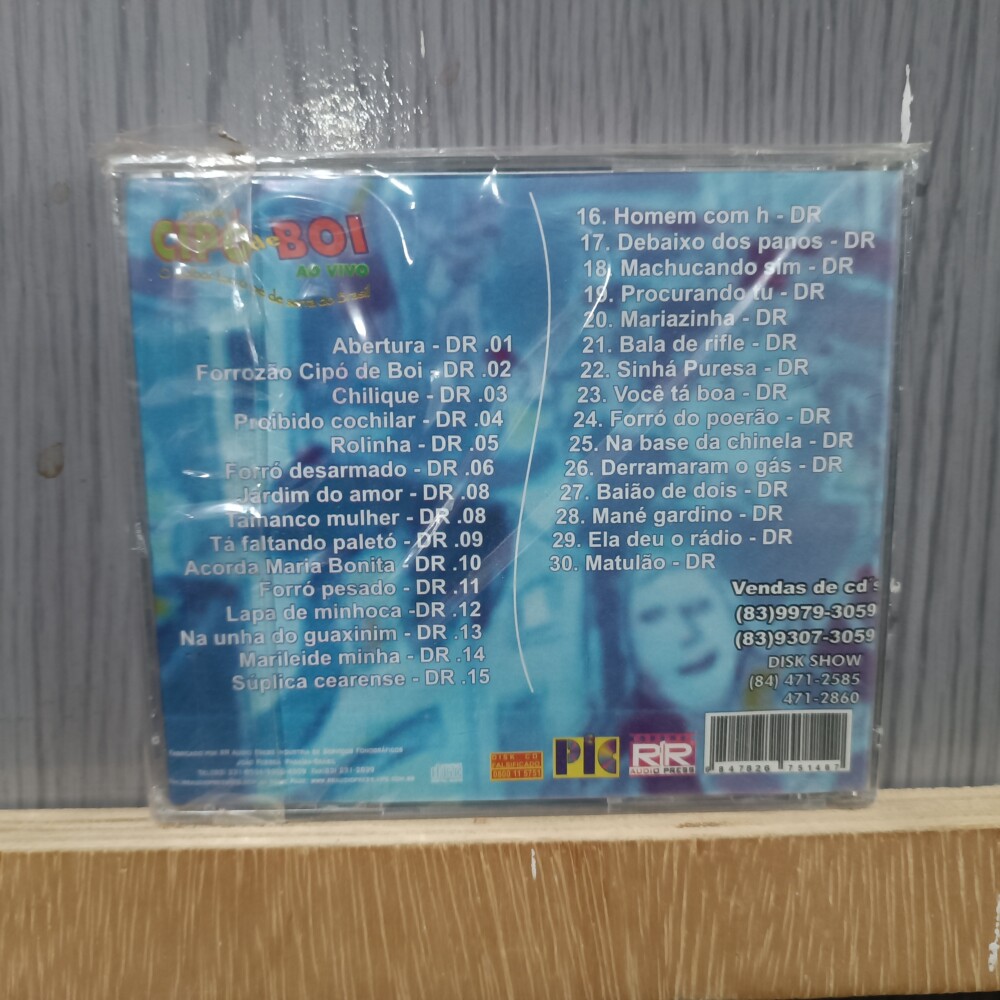 CIPÓ de BOI
AO VIVO
Abertura - DR .01
Forrozão Cipó de Boi - DR .02
Chilique - DR .03
Proibido cochilar - DR .04
Rolinha - DR .05
Forró desarmado - DR .06
Jardim do amor - DR .08
Tamanco mulher - DR .08
Tá faltando paletó - DR .09
Acorda Maria Bonita - DR .10
Forró pesado - DR .11
Lapa de minhoca -DR .12
Na unha do guaxinim - DR .13
Marileide minha - DR .14
Súplica cearense - DR .15
16. Homem com h - DR
17. Debaixo dos panos - DR
18. Machucando sim - DR
19. Procurando tu - DR
20. Mariazinha - DR
21. Bala de rifle - DR
22. Sinhá Puresa - DR
23. Você tá boa - DR
24. Forró do poerão - DR
25. Na base da chinela - DR
26. Derramaram o gás - DR
27. Baião de dois - DR
28. Mané gardino - DR
29. Ela deu o rádio - DR
30. Matulão - DR
Vendas de cd's
(83)9979-3059
(83)9307-3059
DISK SHOW
(84) 471-2585
471-2860
DISK CD
FALSIFICADO
0800 11 5751
PIC
RR
AUDIO PRESS